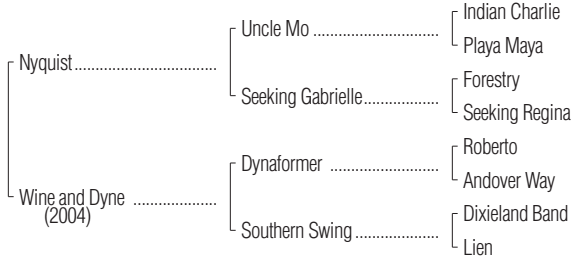 Indian Charlie
Uncle Mo
Playa Maya
Nyquist
Forestry
Seeking Gabrielle
Seeking Regina
Roberto
Dynaformer
Andover Way
Wine and Dyne
(2004)
Dixieland Band
Southern Swing
Lien